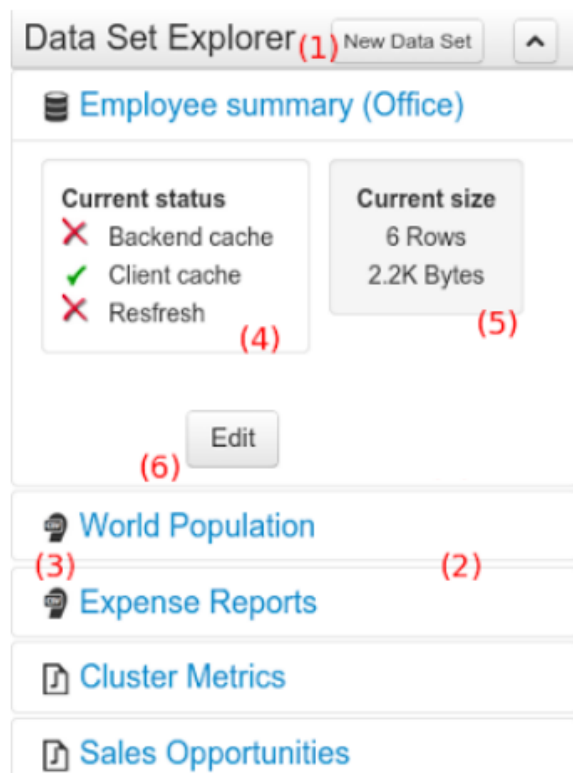 Data Set Explorer (1) New Data Set
Employee summary (Office)
Current status
Backend cache
Client cache
Resfresh
(4)
Current size
6 Rows
2.2K Bytes
(5)
Edit
(6)
World Population
(3) (2)
Expense Reports
Cluster Metrics
Sales Opportunities